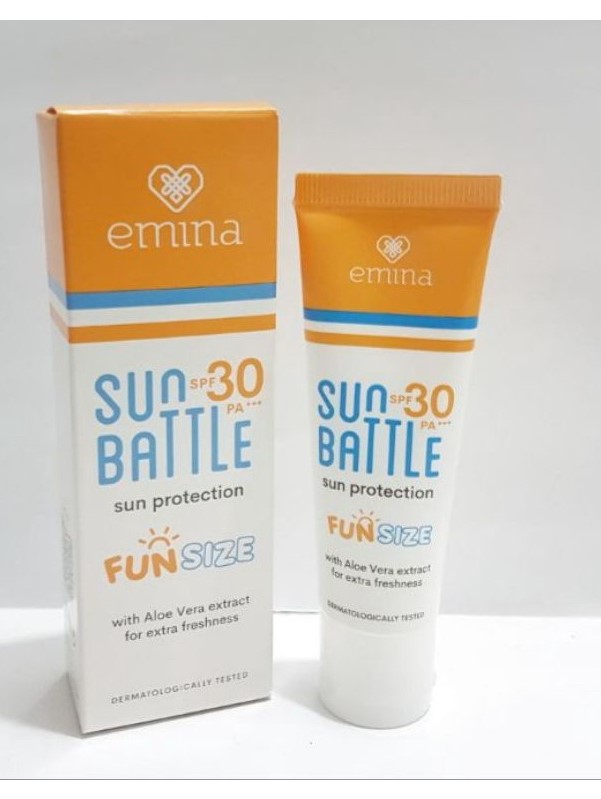 emina
SUN SPF 30
PA+++
BATTLE
sun protection
FUN SIZE
with Aloe Vera extract
for extra freshness
DERMATOLOGICALLY TESTED
emina
SUN SPF 30
PA+++
BATTLE
sun protection
FUN SIZE
with Aloe Vera extract
for extra freshness
DERMATOLOGICALLY TESTED